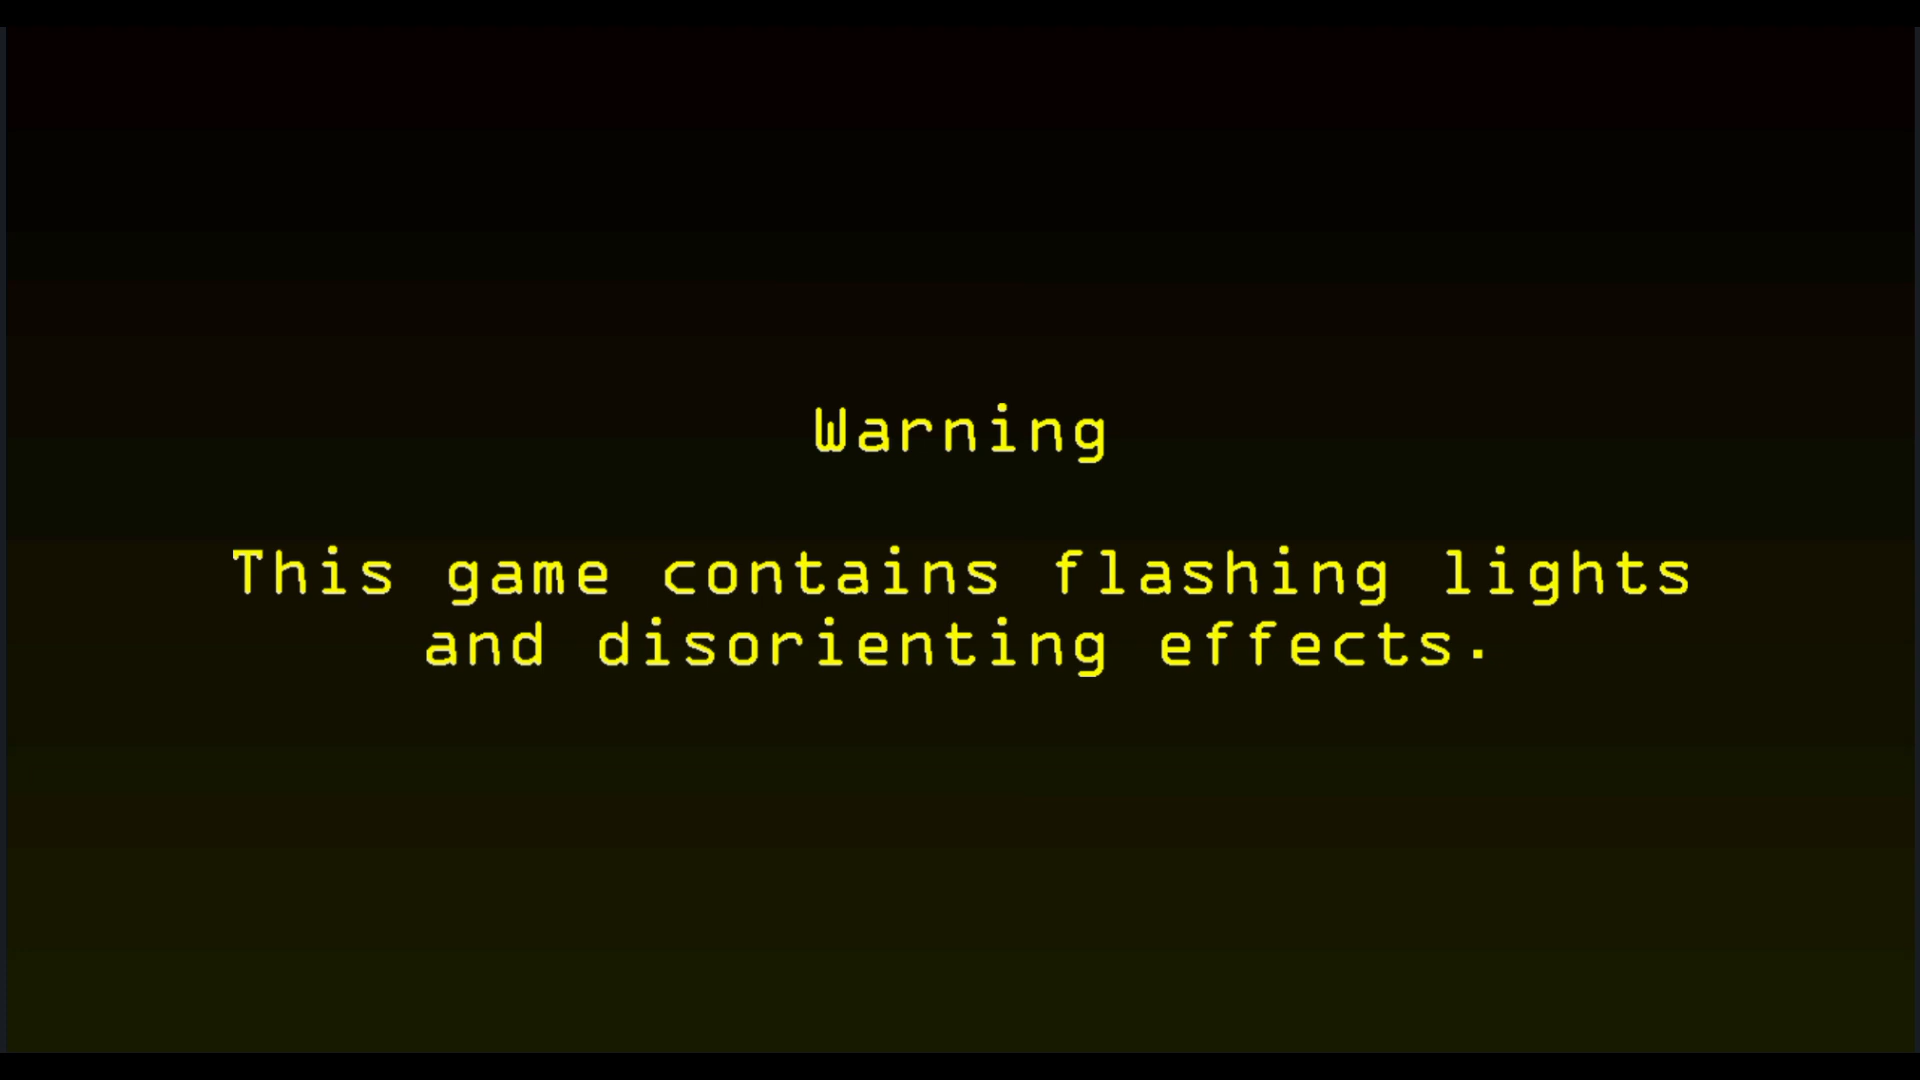 Warning
This game contains flashing lights
and disorienting effects.